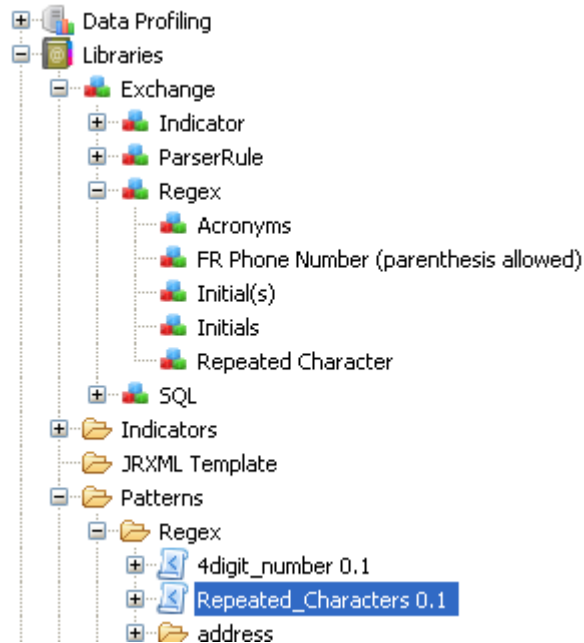 Data Profiling
Libraries
Exchange
Indicator
ParserRule
Regex
Acronyms
FR Phone Number (parenthesis allowed)
Initial(s)
Initials
Repeated Character
SQL
Indicators
JRXML Template
Patterns
Regex
4digit_number 0.1
Repeated_Characters 0.1
address